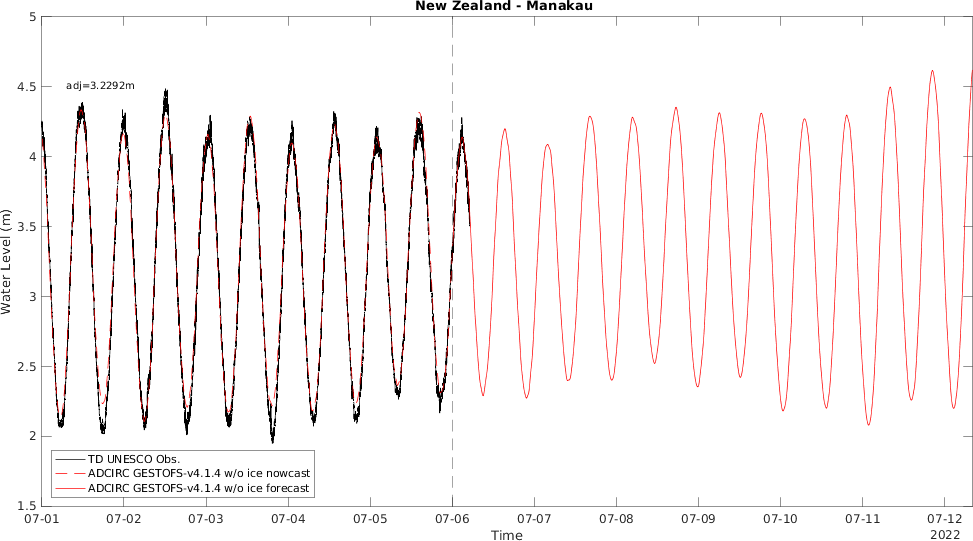 New Zealand - Manakau
5
4.5
4
3.5
3
2.5
2
1.5
Water Level (m)
adj=3.2292m
TD UNESCO Obs.
ADCIRC GESTOFS-v4.1.4 w/o ice nowcast
ADCIRC GESTOFS-v4.1.4 w/o ice forecast
07-01 07-02 07-03 07-04 07-05 07-06 07-07 07-08 07-09 07-10 07-11 07-12
Time
2022